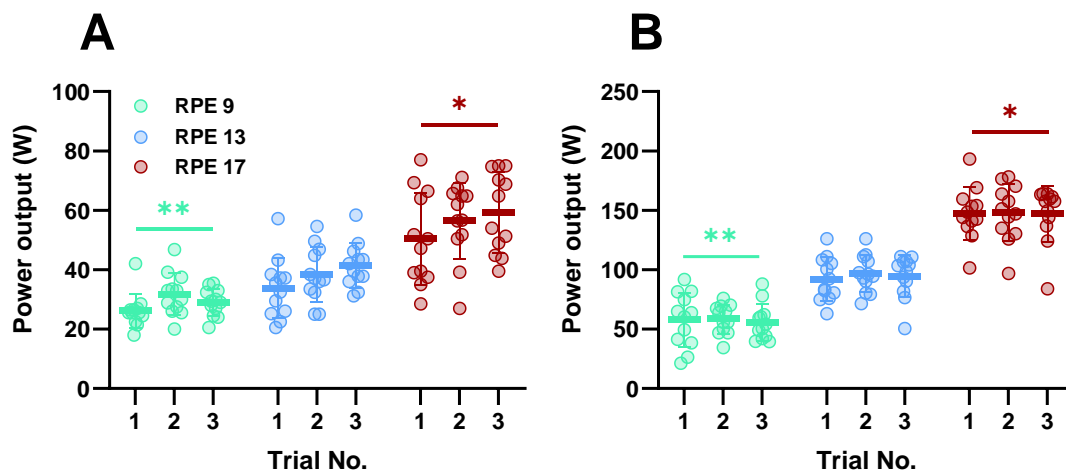 A
Power output (W)
100
80
60
40
20
0
RPE 9
RPE 13
RPE 17
**
*
1 2 3 1 2 3 1 2 3
Trial No.
B
Power output (W)
250
200
150
100
50
0
**
*
1 2 3 1 2 3 1 2 3
Trial No.